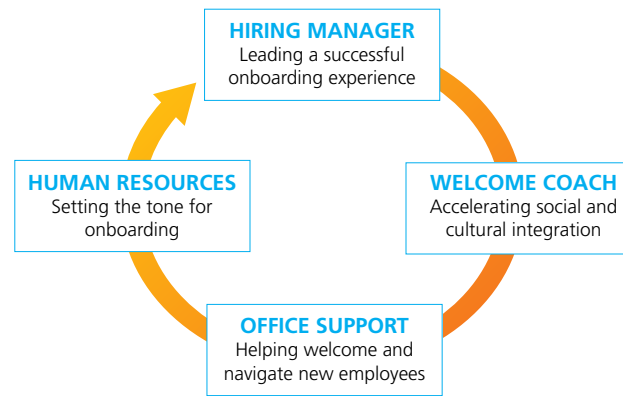 HIRING MANAGER
Leading a successful
onboarding experience
HUMAN RESOURCES
Setting the tone for
onboarding
WELCOME COACH
Accelerating social and
cultural integration
OFFICE SUPPORT
Helping welcome and
navigate new employees